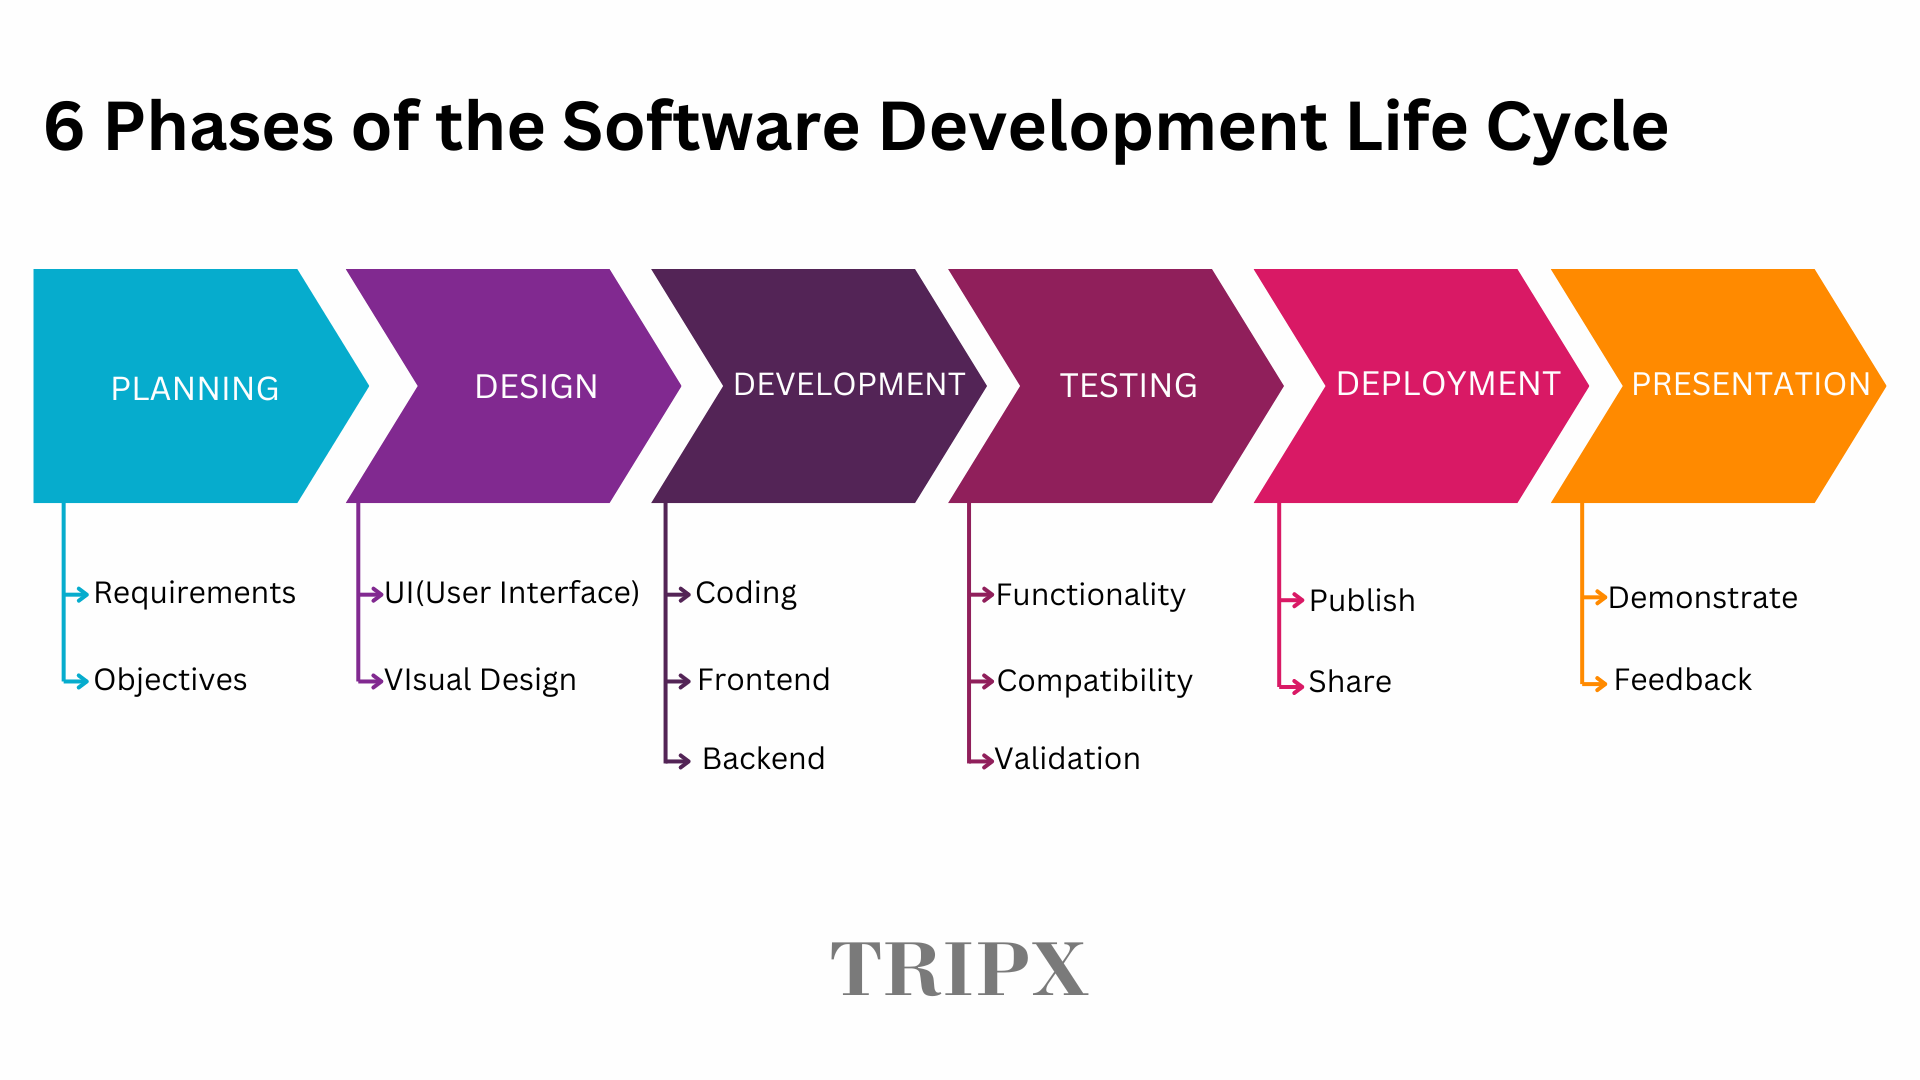 6 Phases of the Software Development Life Cycle
PLANNING
DESIGN
DEVELOPMENT
TESTING
DEPLOYMENT
PRESENTATION
Requirements
Objectives
UI(User Interface)
VIsual Design
Coding
Frontend
Backend
Functionality
Compatibility
Validation
Publish
Share
Demonstrate
Feedback
TRIPX